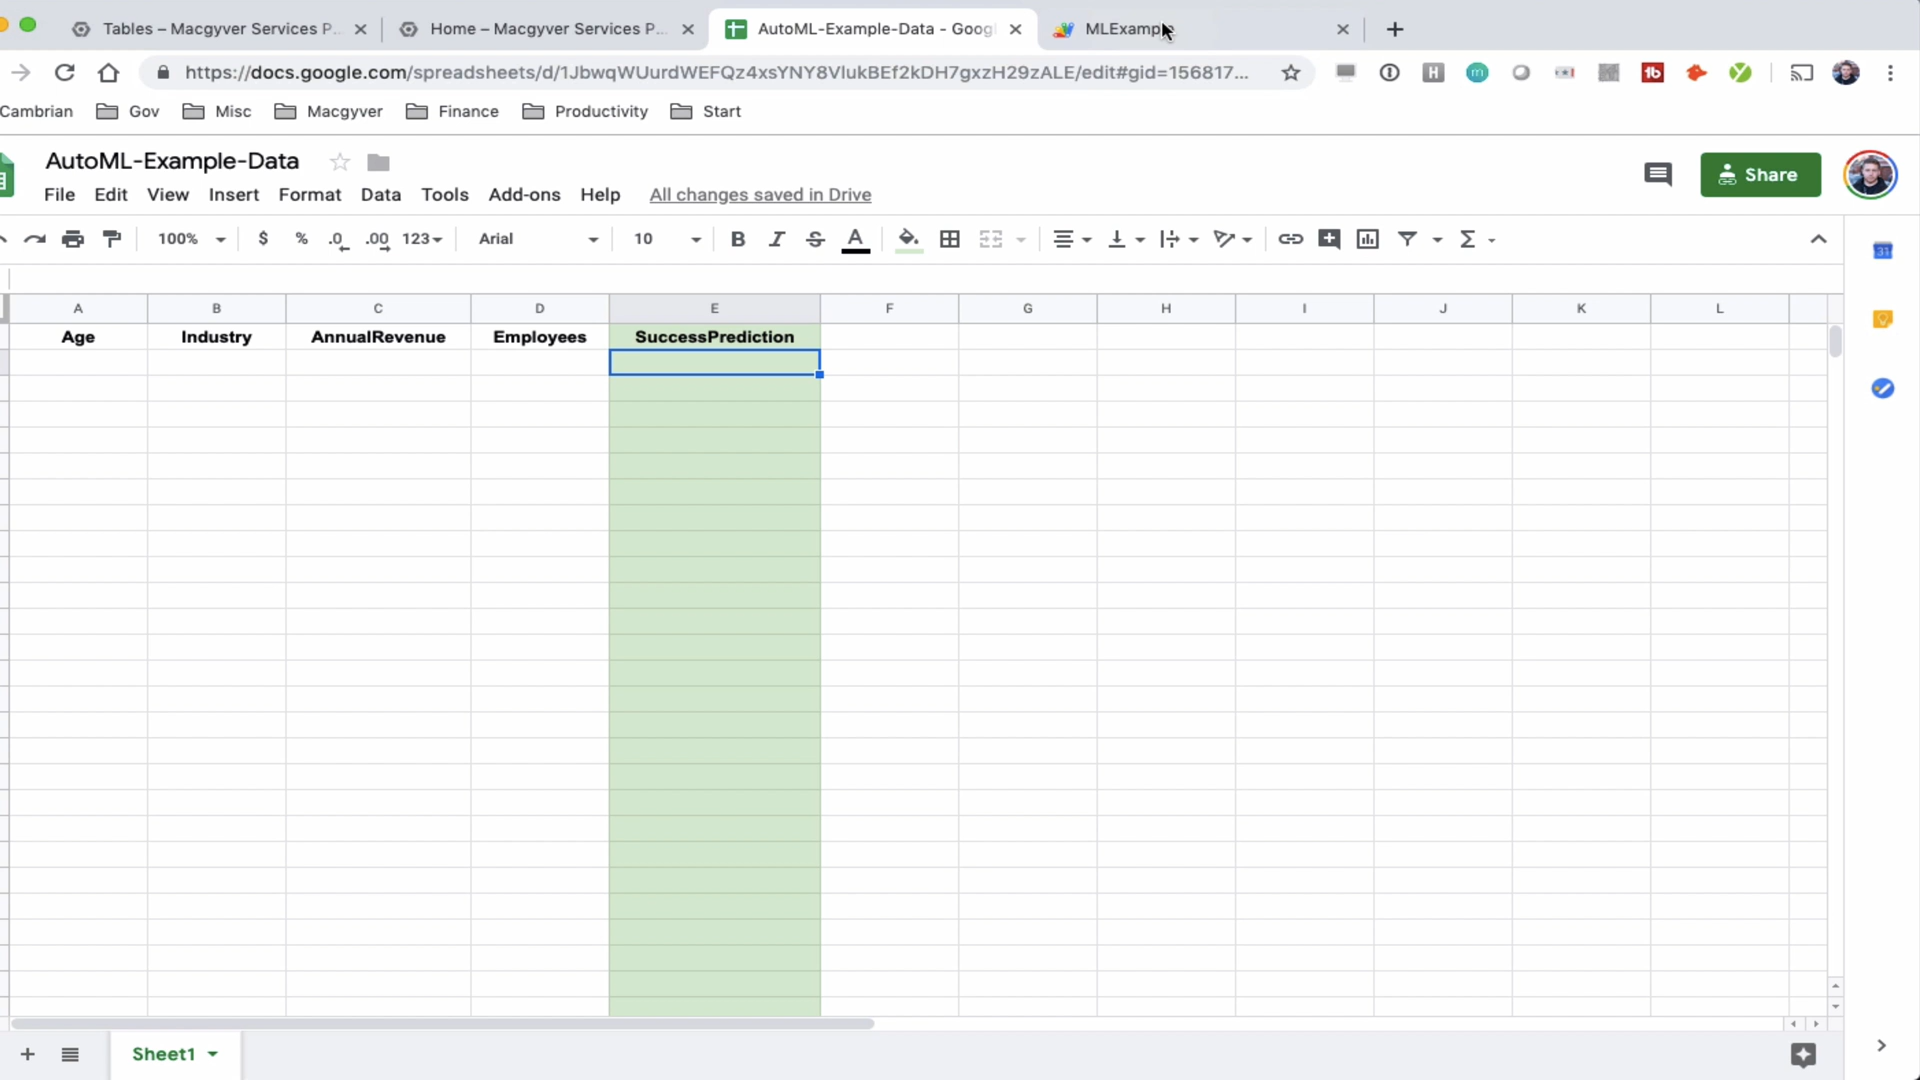 Tables – Macgyver Services P...
Home – Macgyver Services P...
AutoML-Example-Data - Goog
MLExample
https://docs.google.com/spreadsheets/d/1JbwqWUurdWEFQz4xsYNY8VlukBEf2kDH7gxzH29zALE/edit#gid=156817...
H
m
tb
Cambrian
Gov
Misc
Macgyver
Finance
Productivity
Start
AutoML-Example-Data
File Edit View Insert Format Data Tools Add-ons Help All changes saved in Drive
Share
100% $ % .0 .00 123 Arial 10 B I S A Σ
31
A B C D E F G H I J K L
Age Industry AnnualRevenue Employees SuccessPrediction
Sheet1